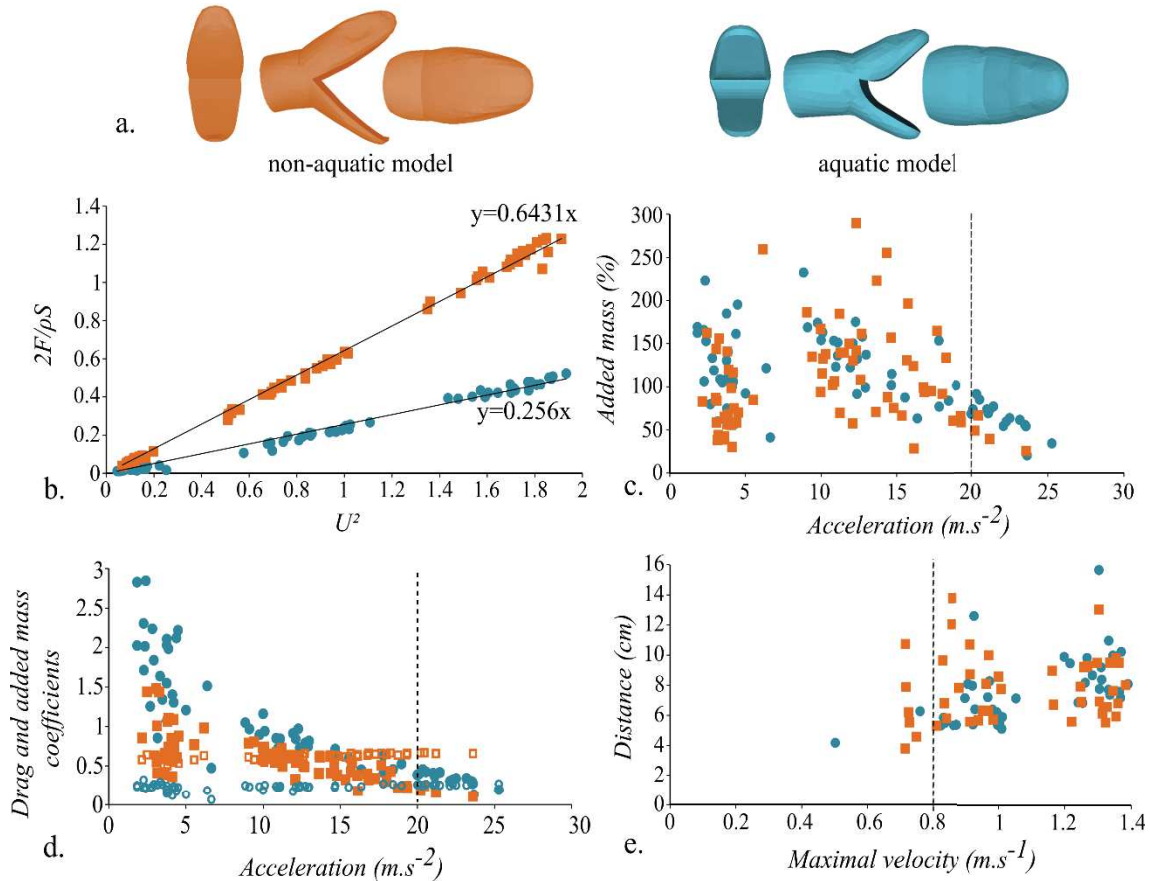 a.
non-aquatic model
aquatic model
b.
2F/ρS
1.4
1.2
1
0.8
0.6
0.4
0.2
0
y=0.6431x
y=0.256x
0 0.2 0.4 0.6 0.8 1 1.2 1.4 1.6 1.8 2
U²
c.
Added mass (%)
300
250
200
150
100
50
0
0 5 10 15 20 25 30
Acceleration (m.s-2)
d.
Drag and added mass
coefficients
3
2.5
2
1.5
1
0.5
0
0 5 10 15 20 25 30
Acceleration (m.s-2)
e.
Distance (cm)
16
14
12
10
8
6
4
2
0
0 0.2 0.4 0.6 0.8 1 1.2 1.4
Maximal velocity (m.s-1)